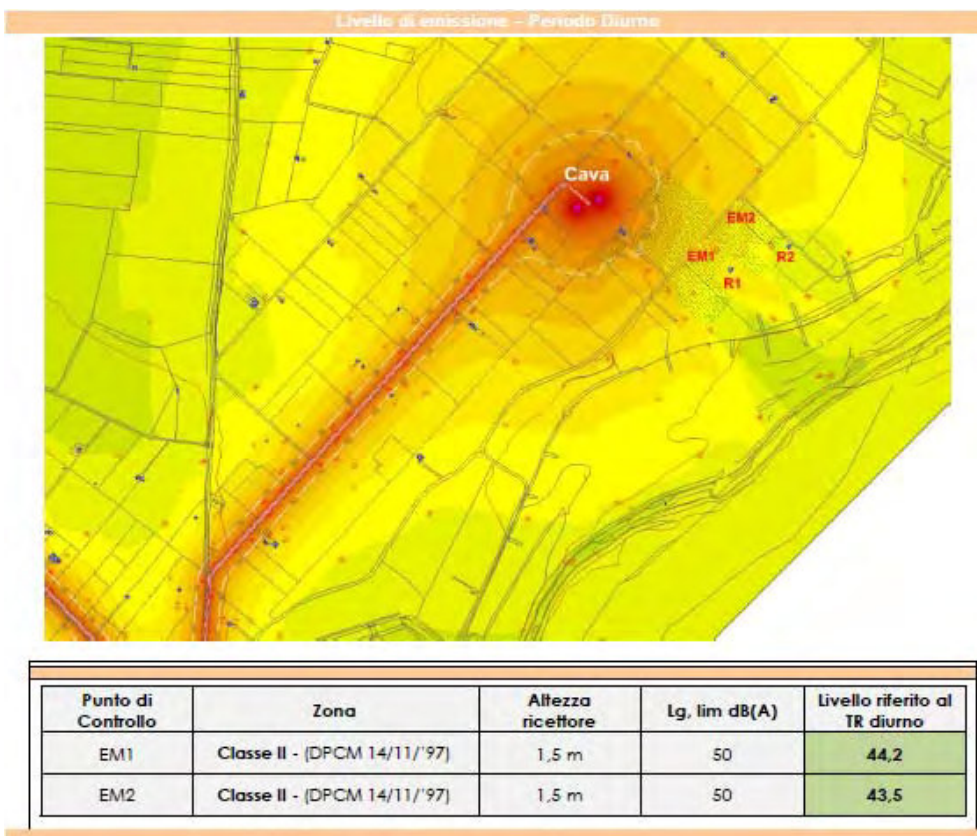 Livello di emissione – Periodo Diurno
Cava
EM2
EM1
R2
R1
Punto di Controllo	Zona	Altezza ricettore	Lg, lim dB(A)	Livello riferito al TR diurno
EM1	Classe II - (DPCM 14/11/'97)	1,5 m	50	44,2
EM2	Classe II - (DPCM 14/11/'97)	1,5 m	50	43,5